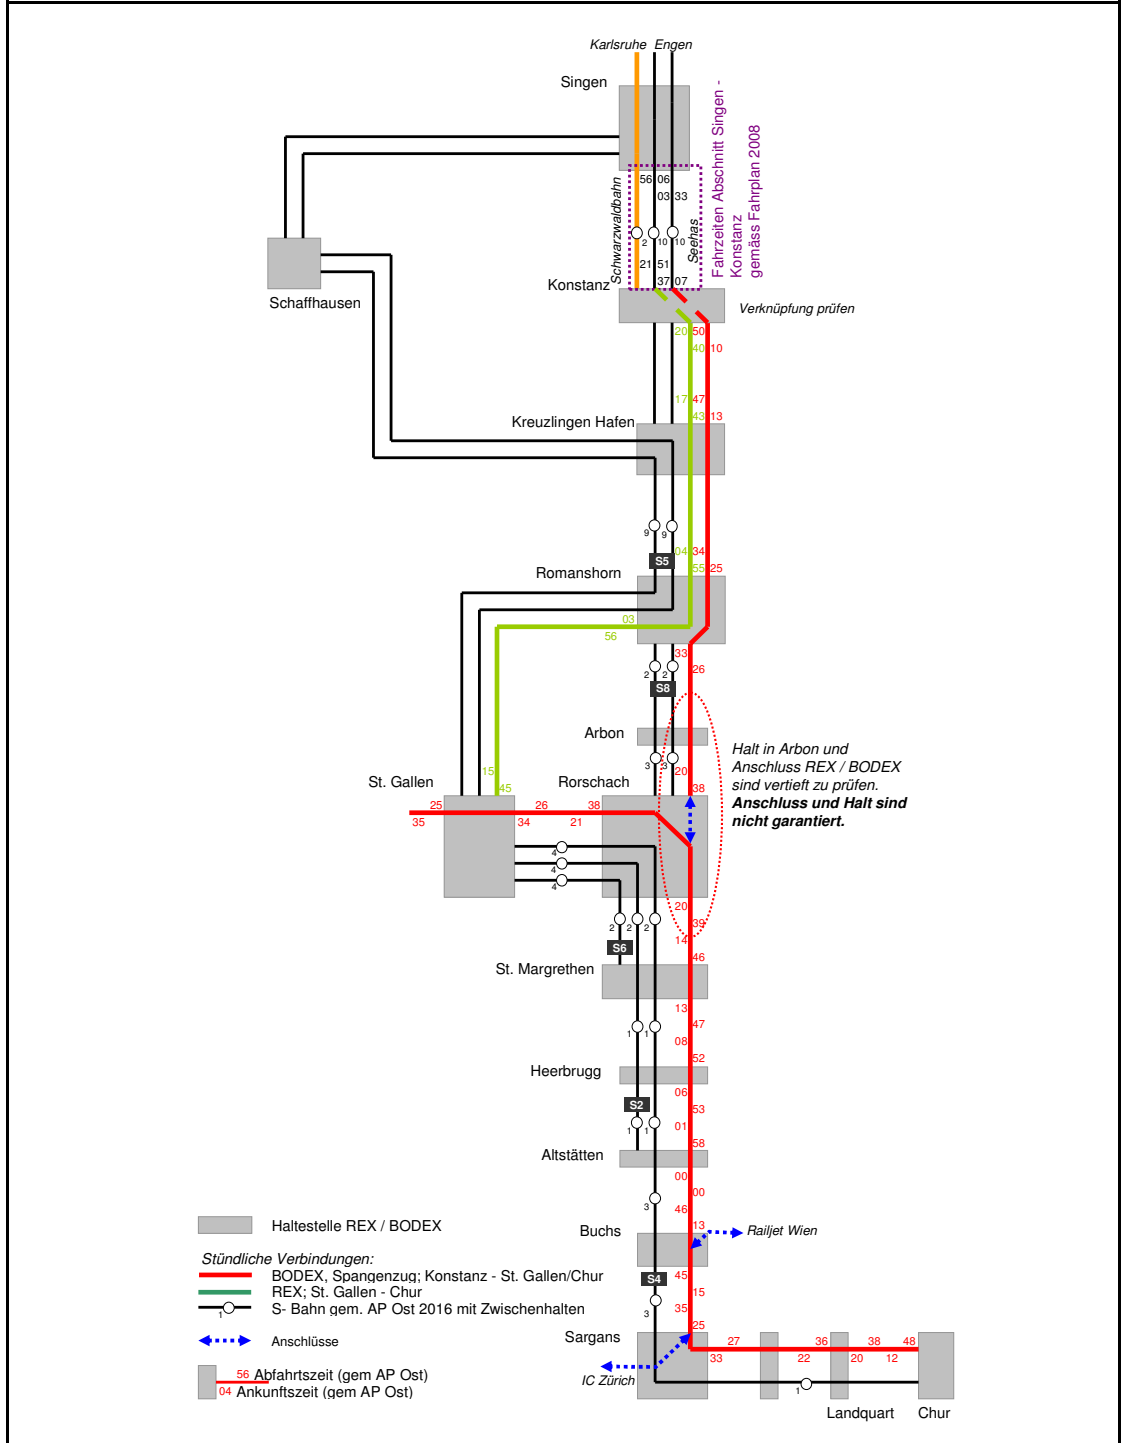 Karlsruhe Engen
Singen
Fahrzeiten Abschnitt Singen -
Konstanz
gemäss Fahrplan 2008
56 06
03 33
Schwarzwaldbahn
Seehas
2 10 10
21 51
37 07
Konstanz
Schaffhausen
Verknüpfung prüfen
20 50
40 10
17 47
43 13
Kreuzlingen Hafen
9 9
04 34
S5
55 25
Romanshorn
03
56
33
26
2 2
S8
Arbon
3 3
20
38
Halt in Arbon und
Anschluss REX / BODEX
sind vertieft zu prüfen.
Anschluss und Halt sind
nicht garantiert.
St. Gallen
15
45
Rorschach
25 26 38
35 34 21
4
4
4
20
39
2 2 2
14
S6
46
St. Margrethen
13
47
1 1
08
52
Heerbrugg
06
S2
53
1 1
01
58
Altstätten
00
00
3
46
13
Buchs
Railjet Wien
45
S4
15
3
35
25
Sargans
27 36 38 48
33 22 20 12
IC Zürich
1
Landquart Chur
Haltestelle REX / BODEX
Stündliche Verbindungen:
BODEX, Spangenzug; Konstanz - St. Gallen/Chur
REX; St. Gallen - Chur
1 S- Bahn gem. AP Ost 2016 mit Zwischenhalten
Anschlüsse
56 Abfahrtszeit (gem AP Ost)
04 Ankunftszeit (gem AP Ost)